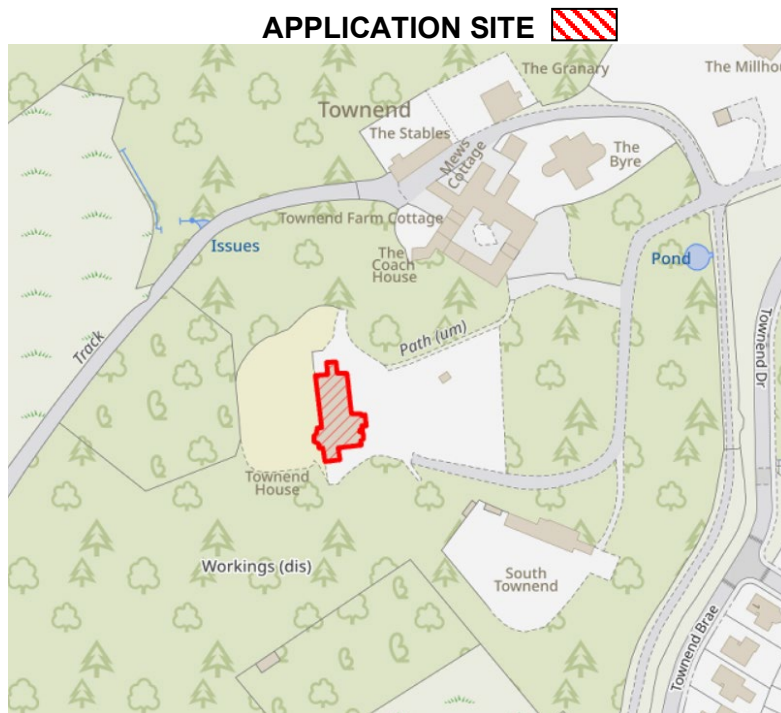 APPLICATION SITE
The Granary
The Millhou
Townend
The Stables
Mews
Cottage
The
Byre
Townend Farm Cottage
Issues
The
Coach
House
Pond
Track
Path (um)
Townend Dr
Townend
House
Workings (dis)
South
Townend
Townend Brae